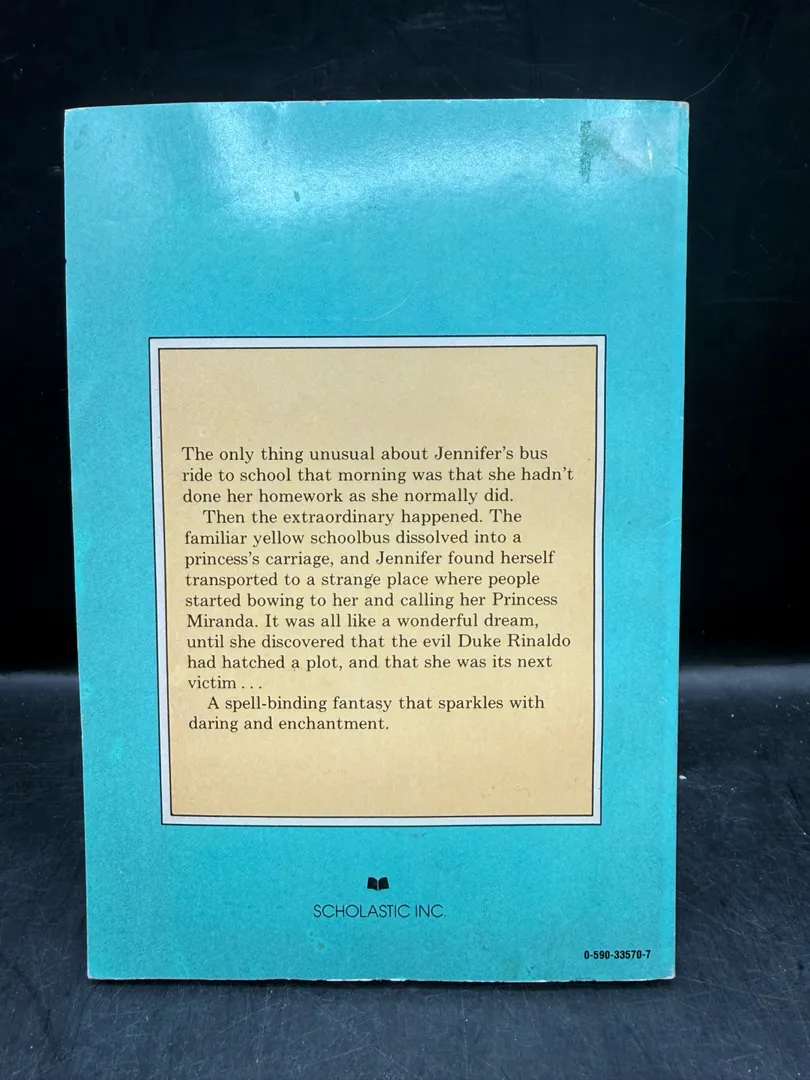 The only thing unusual about Jennifer's bus
ride to school that morning was that she hadn't
done her homework as she normally did.
Then the extraordinary happened. The
familiar yellow schoolbus dissolved into a
princess's carriage, and Jennifer found herself
transported to a strange place where people
started bowing to her and calling her Princess
Miranda. It was all like a wonderful dream,
until she discovered that the evil Duke Rinaldo
had hatched a plot, and that she was its next
victim . . .
A spell-binding fantasy that sparkles with
daring and enchantment.
SCHOLASTIC INC.
0-590-33570-7